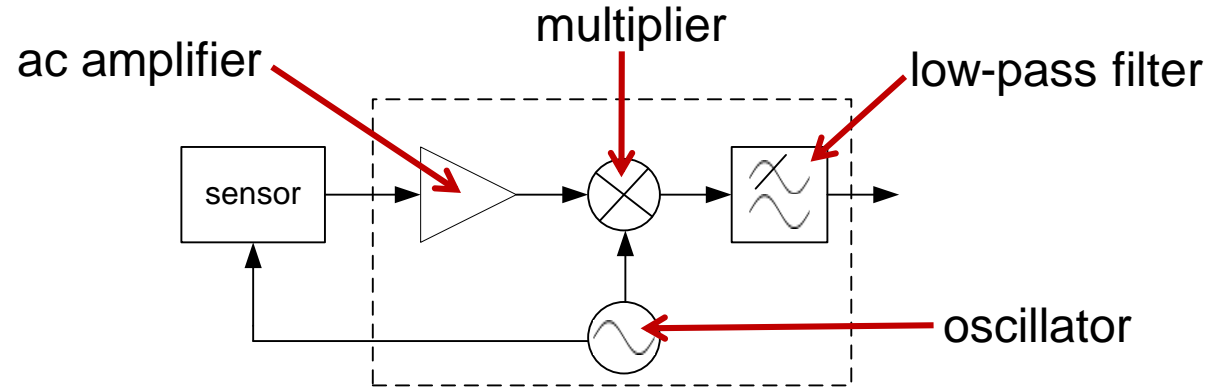 multiplier
ac amplifier
low-pass filter
sensor
oscillator